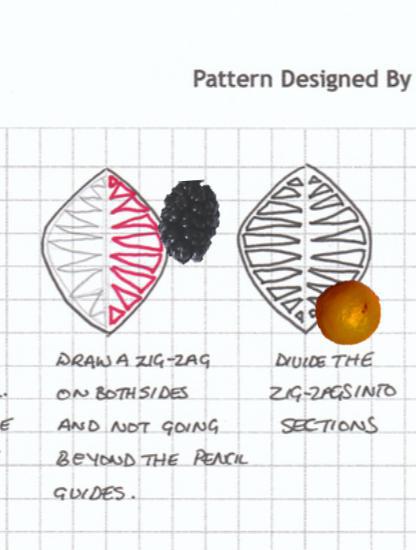 Pattern Designed By
DRAW A ZIG-ZAG
ON BOTH SIDES
AND NOT GOING
BEYOND THE PENCIL
GUIDES.
DIVIDE THE
ZIG-ZAGS INTO
SECTIONS